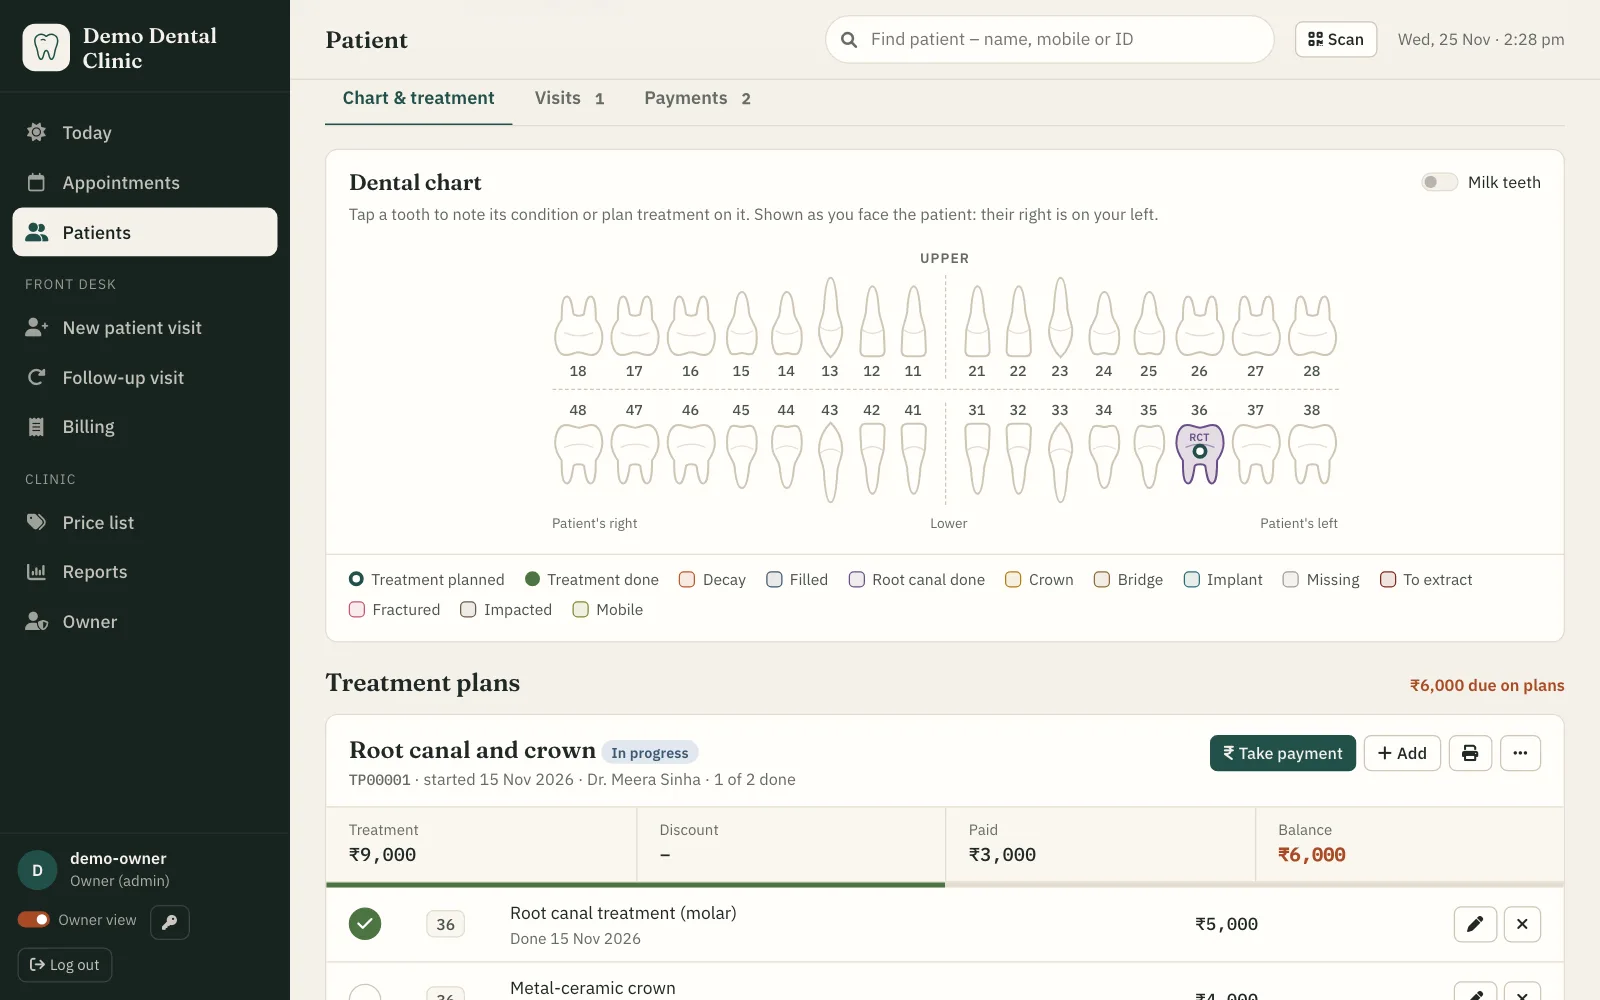 Demo Dental
Clinic
Today
Appointments
Patients
FRONT DESK
New patient visit
Follow-up visit
Billing
CLINIC
Price list
Reports
Owner
D
demo-owner
Owner (admin)
Owner view
Log out
Patient
Find patient – name, mobile or ID
Scan
Wed, 25 Nov · 2:28 pm
Chart & treatment
Visits 1
Payments 2
Dental chart
Milk teeth
Tap a tooth to note its condition or plan treatment on it. Shown as you face the patient: their right is on your left.
UPPER
18 17 16 15 14 13 12 11 21 22 23 24 25 26 27 28
48 47 46 45 44 43 42 41 31 32 33 34 35 36 37 38
RCT
Patient's right Lower Patient's left
Treatment planned Treatment done Decay Filled Root canal done Crown Bridge Implant Missing To extract
Fractured Impacted Mobile
Treatment plans
₹6,000 due on plans
Root canal and crown In progress
₹ Take payment
+ Add
TP00001 · started 15 Nov 2026 · Dr. Meera Sinha · 1 of 2 done
Treatment Discount Paid Balance
₹9,000 – ₹3,000 ₹6,000
36 Root canal treatment (molar) ₹5,000
Done 15 Nov 2026
36 Metal-ceramic crown ₹4,000